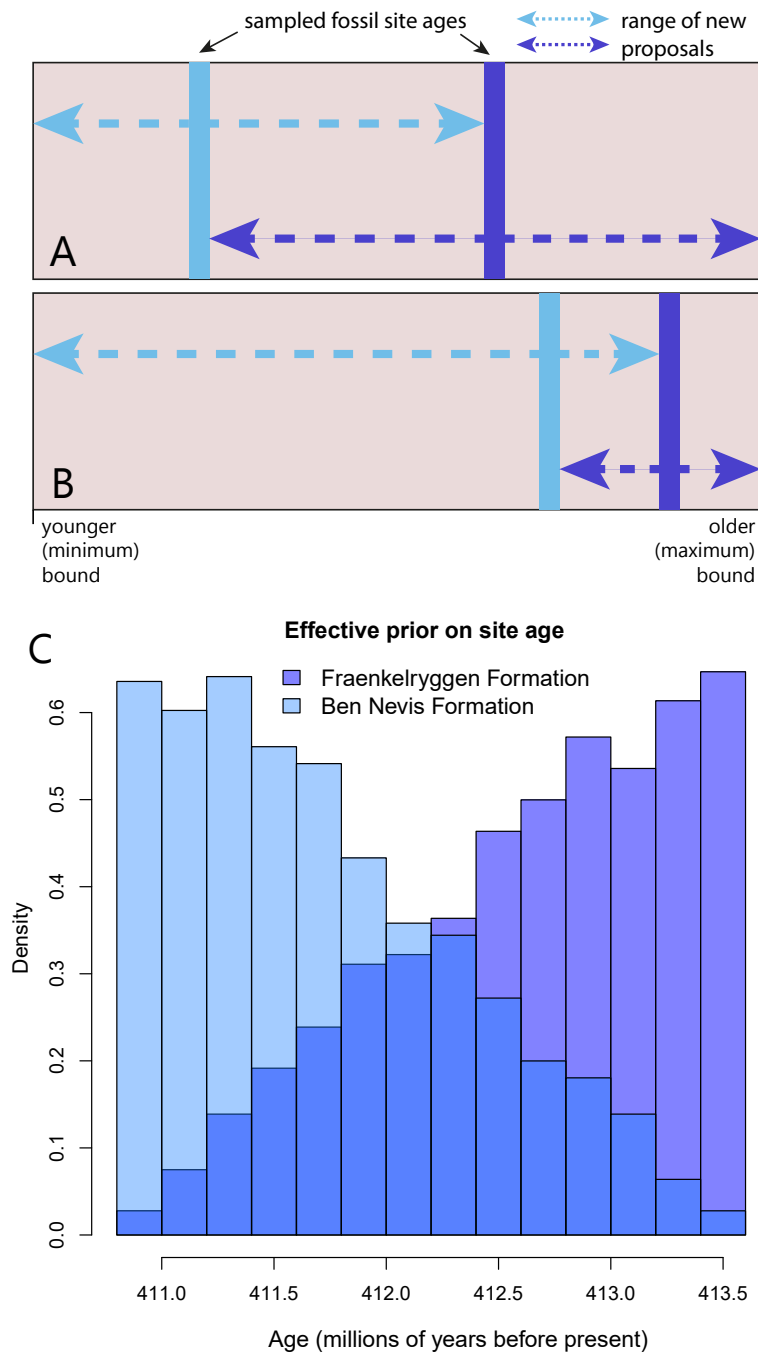 sampled fossil site ages
range of new
proposals
A
B
younger
(minimum)
bound
older
(maximum)
bound
C
Effective prior on site age
Fraenkelryggen Formation
Ben Nevis Formation
Density
0.6
0.5
0.4
0.3
0.2
0.1
0.0
411.0 411.5 412.0 412.5 413.0 413.5
Age (millions of years before present)